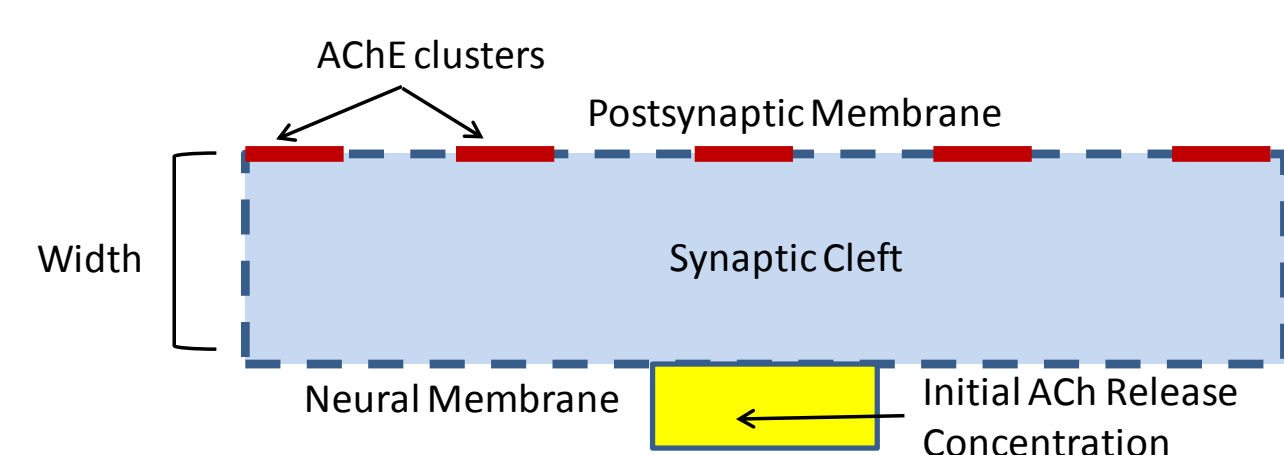 AChE clusters
Postsynaptic Membrane
Width
Synaptic Cleft
Neural Membrane
Initial ACh Release
Concentration